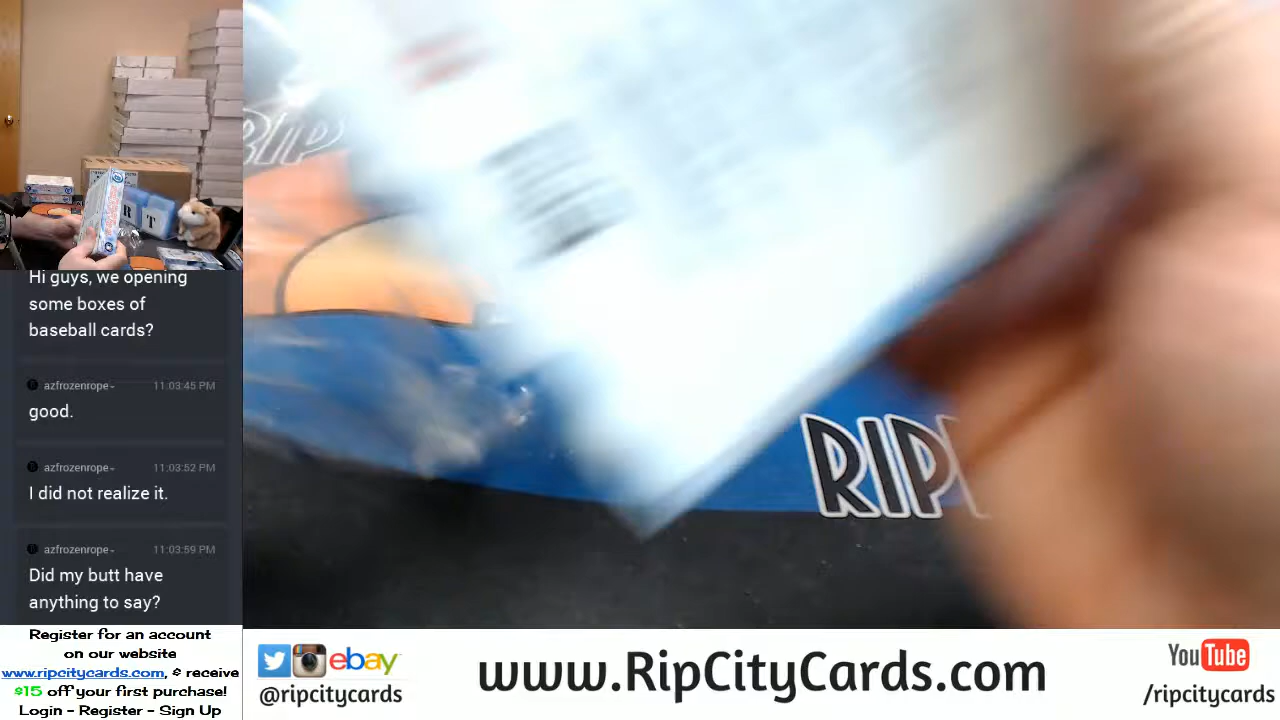 RIP
R T
Hi guys, we opening
some boxes of
baseball cards?
azfrozenrope- 11:03:45 PM
good.
azfrozenrope- 11:03:52 PM
I did not realize it.
azfrozenrope- 11:03:59 PM
Did my butt have
anything to say?
RIP
Register for an account
on our website
www.ripcitycards.com, & receive
$15 off your first purchase!
Login - Register - Sign Up
ebay
@ripcitycards
www.RipCityCards.com
YouTube
/ripcitycards